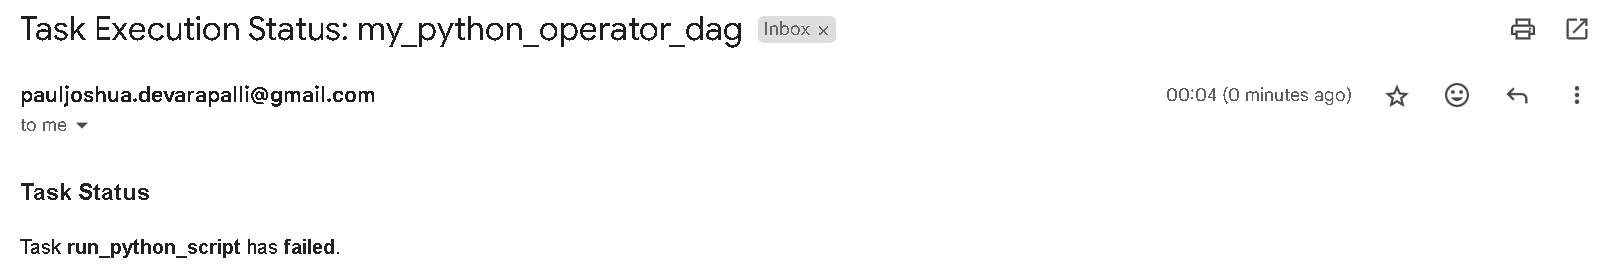 Task Execution Status: my_python_operator_dag Inbox ×
pauljoshua.devarapalli@gmail.com 00:04 (0 minutes ago)
to me
Task Status
Task run_python_script has failed.